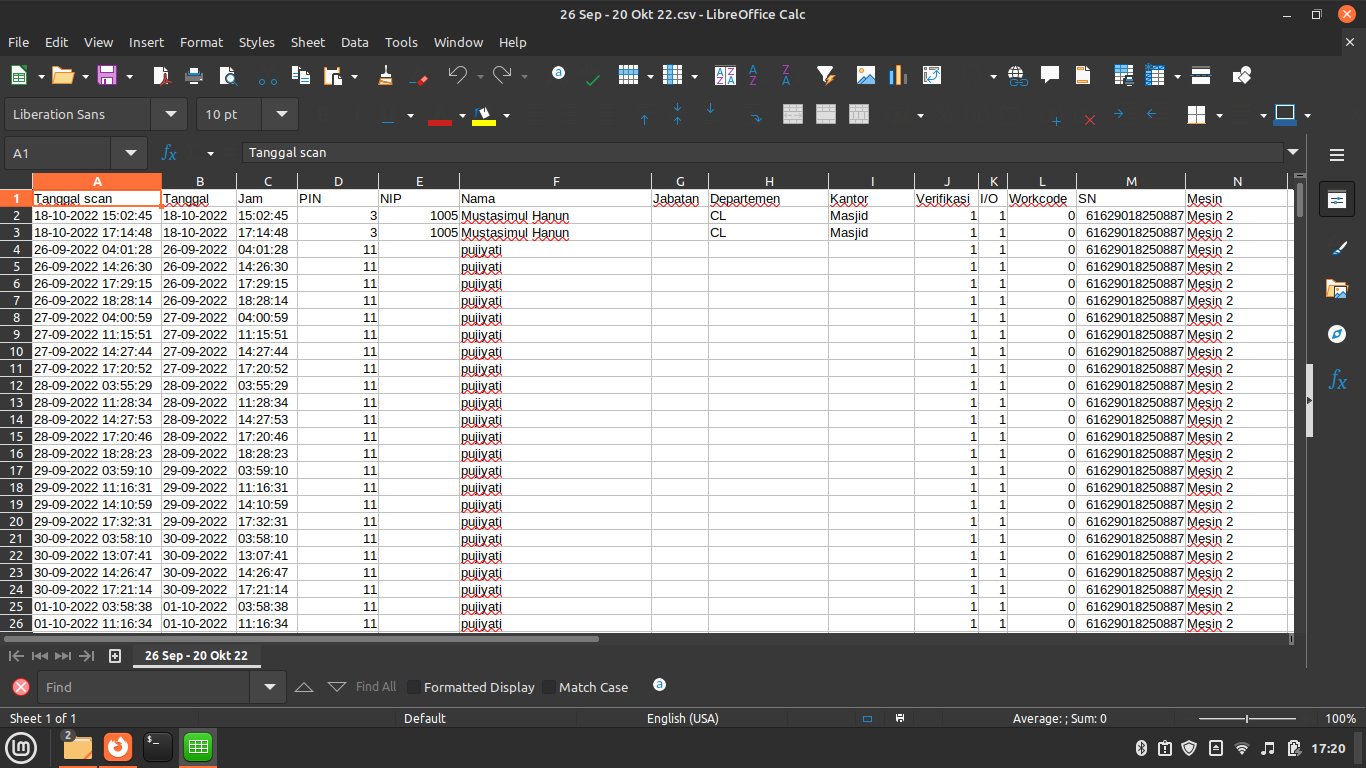 26 Sep - 20 Okt 22.csv - LibreOffice Calc
File Edit View Insert Format Styles Sheet Data Tools Window Help
Liberation Sans 10 pt
A1 fx Tanggal scan
A B C D E F G H I J K L M N
1 Tanggal scan Tanggal Jam PIN NIP Nama Jabatan Departemen Kantor Verifikasi I/O Workcode SN Mesin
2 18-10-2022 15:02:45 18-10-2022 15:02:45 3 1005 Mustasimul Hanun CL Masjid 1 1 0 61629018250887 Mesin 2
3 18-10-2022 17:14:48 18-10-2022 17:14:48 3 1005 Mustasimul Hanun CL Masjid 1 1 0 61629018250887 Mesin 2
4 26-09-2022 04:01:28 26-09-2022 04:01:28 11 pujiyati 1 1 0 61629018250887 Mesin 2
5 26-09-2022 14:26:30 26-09-2022 14:26:30 11 pujiyati 1 1 0 61629018250887 Mesin 2
6 26-09-2022 17:29:15 26-09-2022 17:29:15 11 pujiyati 1 1 0 61629018250887 Mesin 2
7 26-09-2022 18:28:14 26-09-2022 18:28:14 11 pujiyati 1 1 0 61629018250887 Mesin 2
8 27-09-2022 04:00:59 27-09-2022 04:00:59 11 pujiyati 1 1 0 61629018250887 Mesin 2
9 27-09-2022 11:15:51 27-09-2022 11:15:51 11 pujiyati 1 1 0 61629018250887 Mesin 2
10 27-09-2022 14:27:44 27-09-2022 14:27:44 11 pujiyati 1 1 0 61629018250887 Mesin 2
11 27-09-2022 17:20:52 27-09-2022 17:20:52 11 pujiyati 1 1 0 61629018250887 Mesin 2
12 28-09-2022 03:55:29 28-09-2022 03:55:29 11 pujiyati 1 1 0 61629018250887 Mesin 2
13 28-09-2022 11:28:34 28-09-2022 11:28:34 11 pujiyati 1 1 0 61629018250887 Mesin 2
14 28-09-2022 14:27:53 28-09-2022 14:27:53 11 pujiyati 1 1 0 61629018250887 Mesin 2
15 28-09-2022 17:20:46 28-09-2022 17:20:46 11 pujiyati 1 1 0 61629018250887 Mesin 2
16 28-09-2022 18:28:23 28-09-2022 18:28:23 11 pujiyati 1 1 0 61629018250887 Mesin 2
17 29-09-2022 03:59:10 29-09-2022 03:59:10 11 pujiyati 1 1 0 61629018250887 Mesin 2
18 29-09-2022 11:16:31 29-09-2022 11:16:31 11 pujiyati 1 1 0 61629018250887 Mesin 2
19 29-09-2022 14:10:59 29-09-2022 14:10:59 11 pujiyati 1 1 0 61629018250887 Mesin 2
20 29-09-2022 17:32:31 29-09-2022 17:32:31 11 pujiyati 1 1 0 61629018250887 Mesin 2
21 30-09-2022 03:58:10 30-09-2022 03:58:10 11 pujiyati 1 1 0 61629018250887 Mesin 2
22 30-09-2022 13:07:41 30-09-2022 13:07:41 11 pujiyati 1 1 0 61629018250887 Mesin 2
23 30-09-2022 14:26:47 30-09-2022 14:26:47 11 pujiyati 1 1 0 61629018250887 Mesin 2
24 30-09-2022 17:21:14 30-09-2022 17:21:14 11 pujiyati 1 1 0 61629018250887 Mesin 2
25 01-10-2022 03:58:38 01-10-2022 03:58:38 11 pujiyati 1 1 0 61629018250887 Mesin 2
26 01-10-2022 11:16:34 01-10-2022 11:16:34 11 pujiyati 1 1 0 61629018250887 Mesin 2
26 Sep - 20 Okt 22
Find Find All Formatted Display Match Case
Sheet 1 of 1 Default English (USA) Average: ; Sum: 0 100%
2 17:20